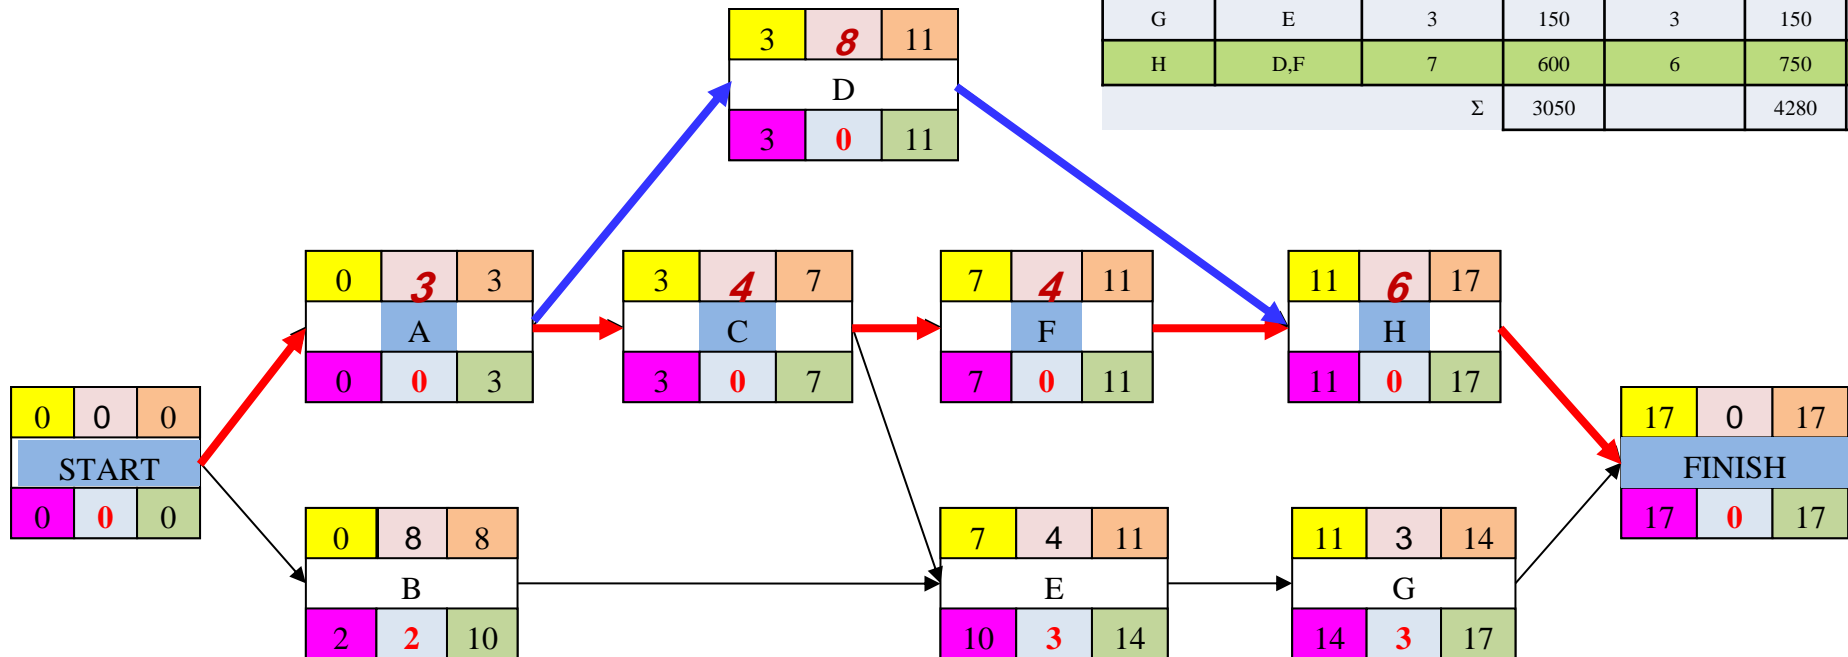 G E 3 150 3 150
H D,F 7 600 6 750
Σ 3050 4280
3 8 11
D
3 0 11
0 3 3
A
0 0 3
3 4 7
C
3 0 7
7 4 11
F
7 0 11
11 6 17
H
11 0 17
0 0 0
START
0 0 0
17 0 17
FINISH
17 0 17
0 8 8
B
2 2 10
7 4 11
E
10 3 14
11 3 14
G
14 3 17